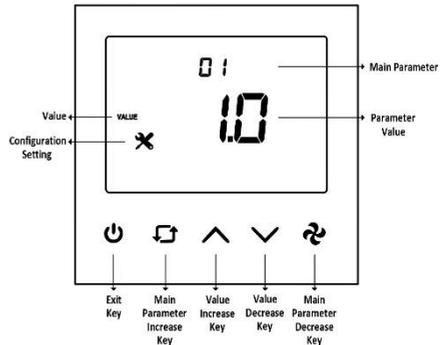 01
Main Parameter
Value
VALUE
1.0
Parameter
Value
Configuration
Setting
Exit
Key
Main
Parameter
Increase
Key
Value
Increase
Key
Value
Decrease
Key
Main
Parameter
Decrease
Key